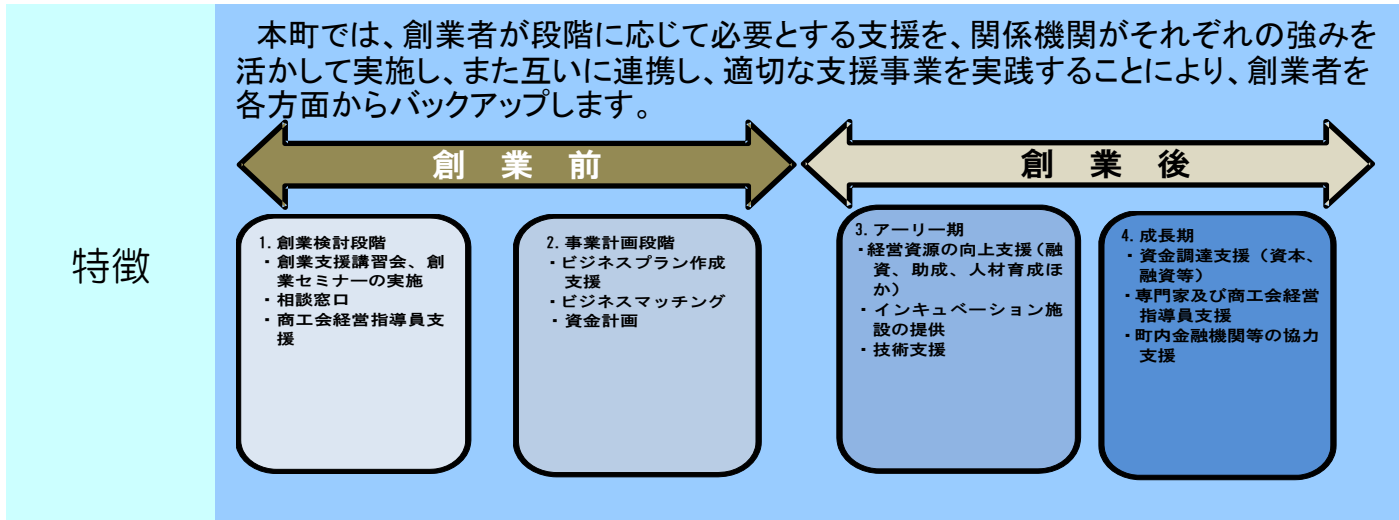 特徴
本町では、創業者が段階に応じて必要とする支援を、関係機関がそれぞれの強みを
活かして実施し、また互いに連携し、適切な支援事業を実践することにより、創業者を
各方面からバックアップします。
創業前
創業後
1.創業検討段階
・創業支援講習会、創
業セミナーの実施
・相談窓口
・商工会経営指導員支
援
2.事業計画段階
・ビジネスプラン作成
支援
・ビジネスマッチング
・資金計画
3.アーリー期
・経営資源の向上支援(融
資、助成、人材育成ほ
か)
・インキュベーション施
設の提供
・技術支援
4.成長期
・資金調達支援(資本、
融資等)
・専門家及び商工会経営
指導員支援
・町内金融機関等の協力
支援